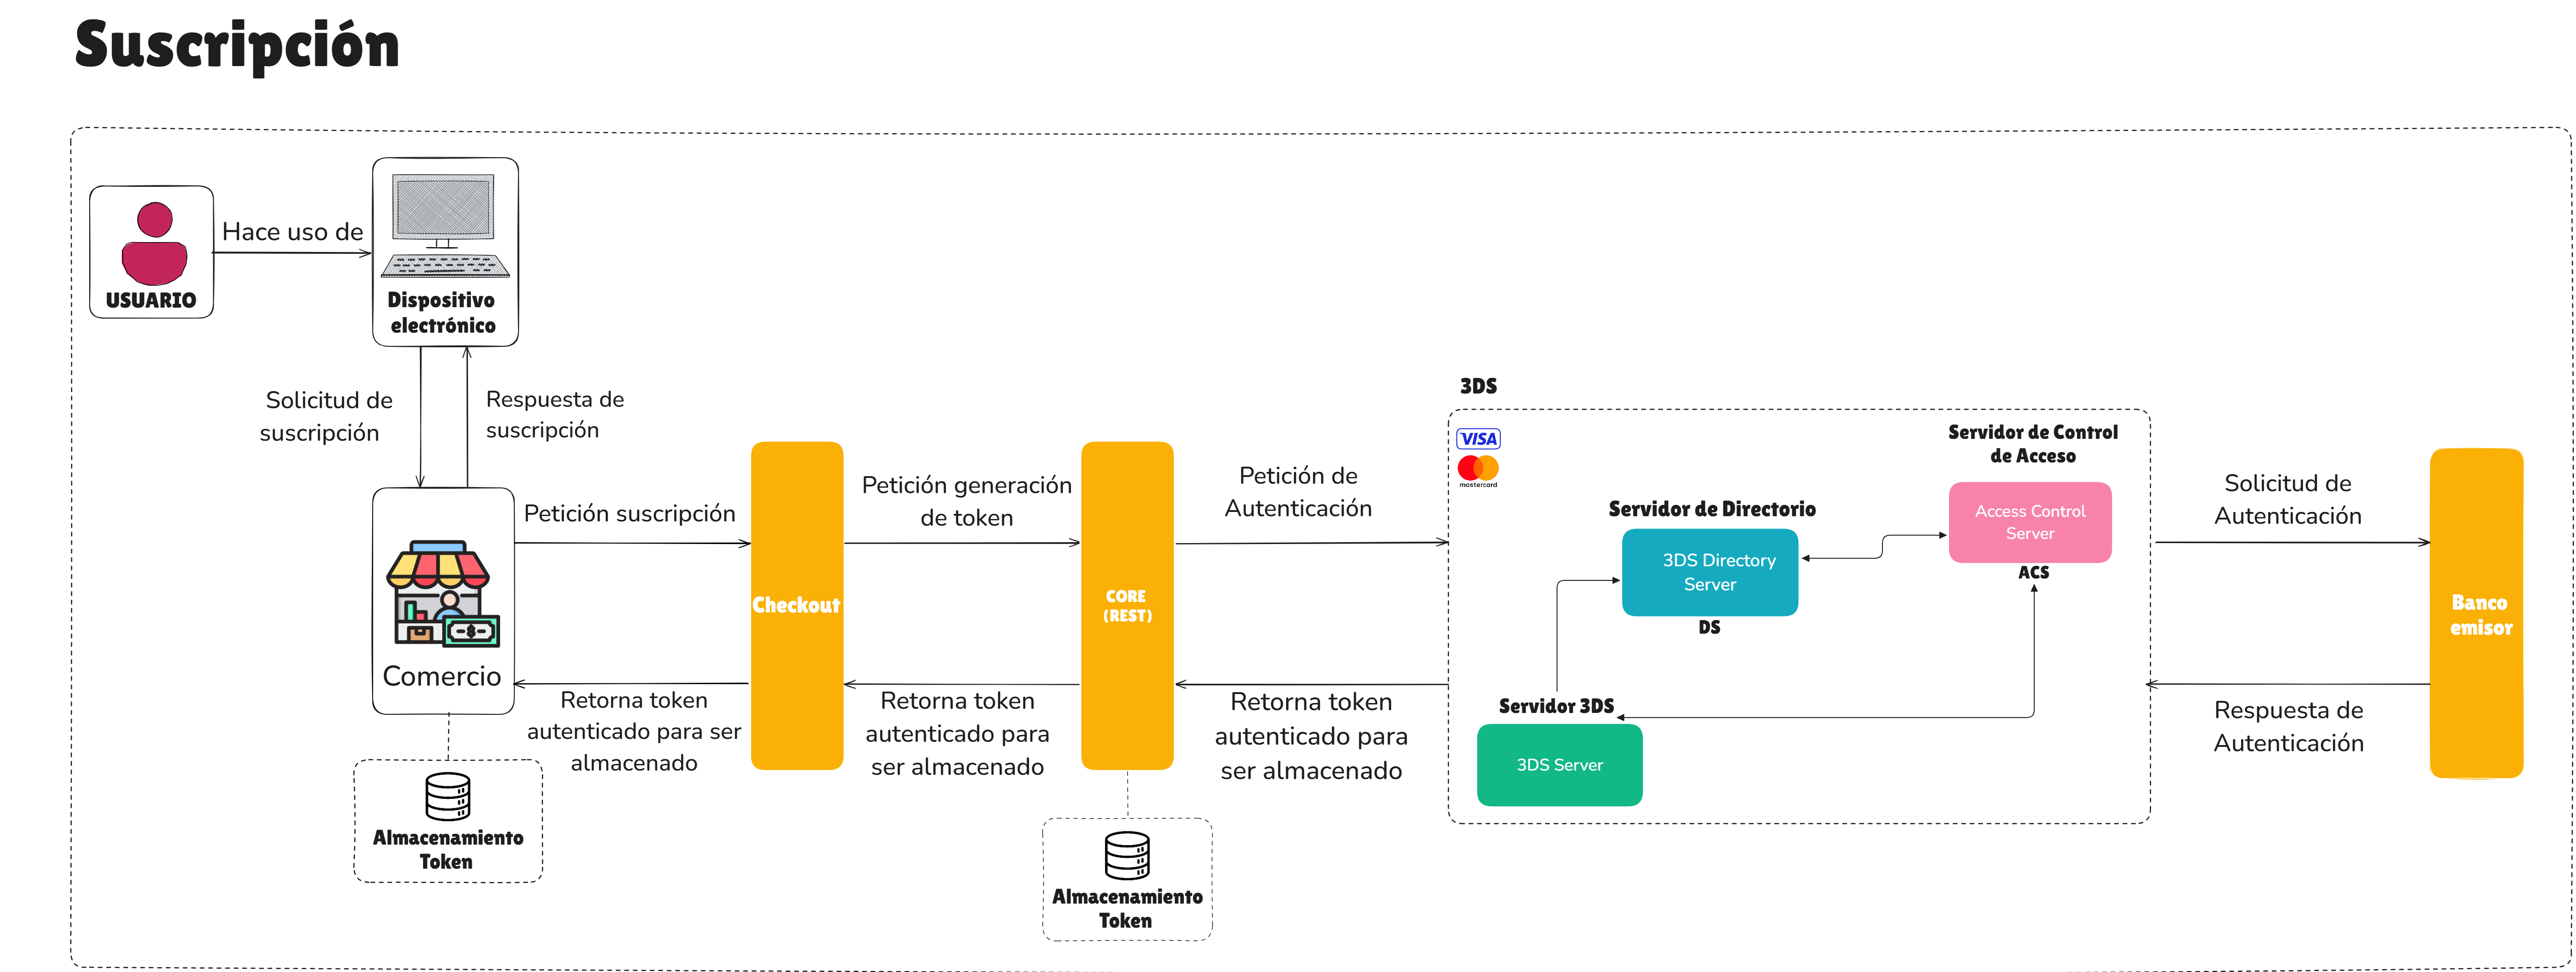 Suscripción
USUARIO
Hace uso de
Dispositivo
electrónico
Solicitud de
suscripción
Respuesta de
suscripción
Comercio
Almacenamiento
Token
Petición suscripción
Retorna token
autenticado para ser
almacenado
Checkout
Petición generación
de token
Retorna token
autenticado para
ser almacenado
CORE
(REST)
Almacenamiento
Token
Petición de
Autenticación
Retorna token
autenticado para
ser almacenado
3DS
VISA
mastercard
Servidor de Directorio
3DS Directory
Server
DS
Servidor de Control
de Acceso
Access Control
Server
ACS
Servidor 3DS
3DS Server
Solicitud de
Autenticación
Respuesta de
Autenticación
Banco
emisor